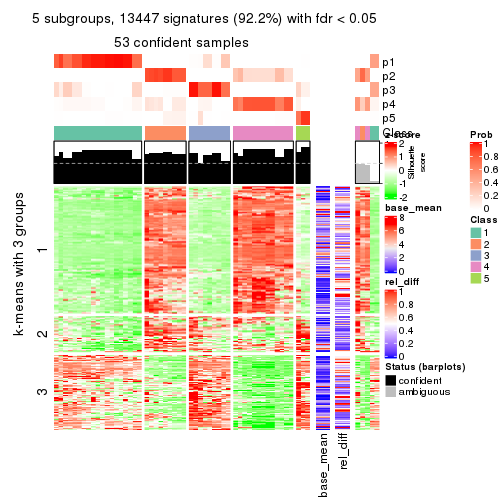 5 subgroups, 13447 signatures (92.2%) with fdr < 0.05
53 confident samples
p1
p2
p3
p4
p5
Class
Silhouette
score
k-means with 3 groups
1
2
3
base_mean
rel_diff
z-score
2
0
-2
base_mean
8
6
4
2
0
rel_diff
1
0.8
0.6
0.4
0.2
0
Status (barplots)
confident
ambiguous
Prob
1
0.8
0.6
0.4
0.2
0
Class
1
2
3
4
5